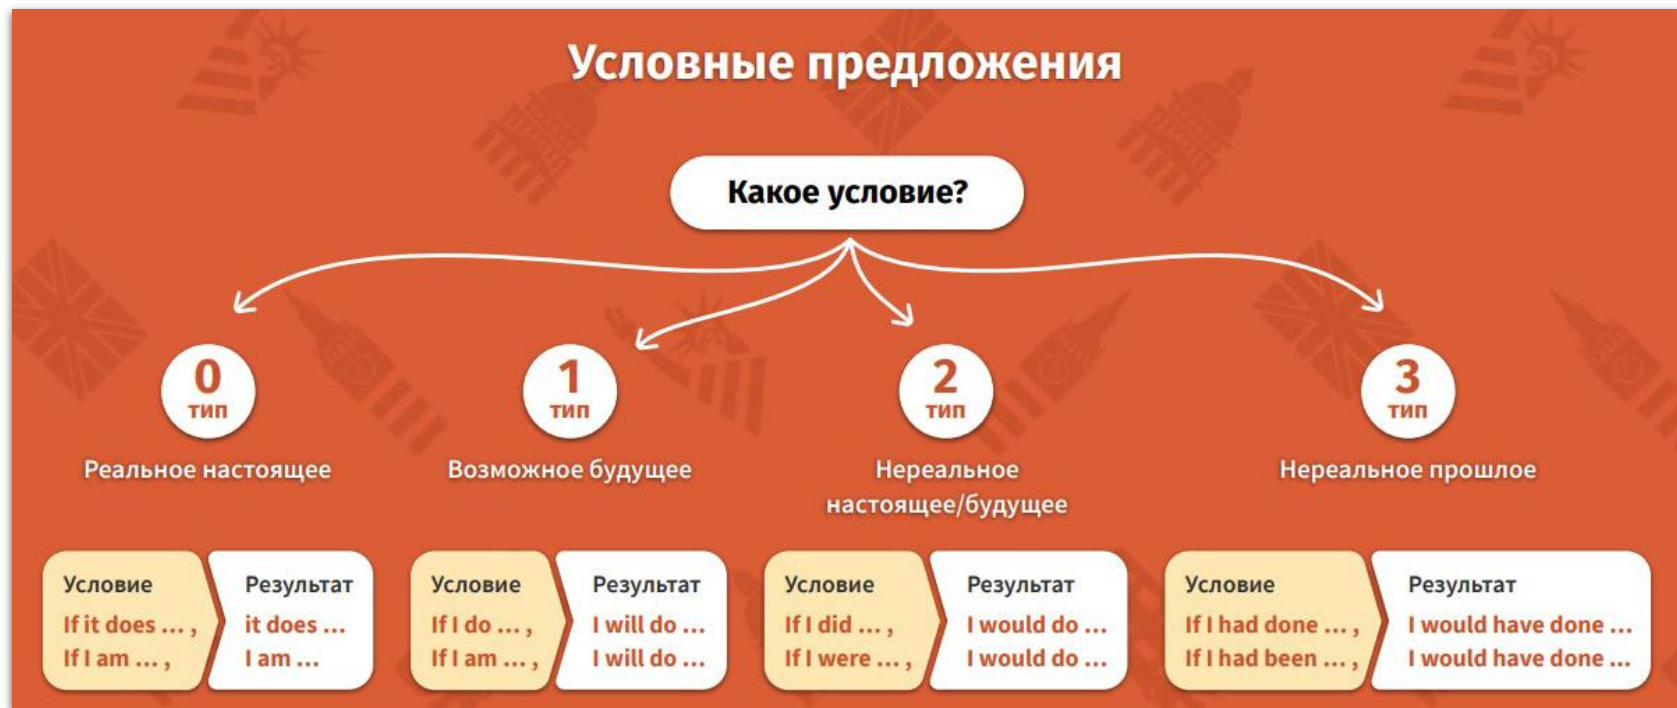 Условные предложения
Какое условие?
0
тип
Реальное настоящее
Условие
If it does ... ,
If I am ... ,
Результат
it does ...
I am ...
1
тип
Возможное будущее
Условие
If I do ... ,
If I am ... ,
Результат
I will do ...
I will do ...
2
тип
Нереальное
настоящее/будущее
Условие
If I did ... ,
If I were ... ,
Результат
I would do ...
I would do ...
3
тип
Нереальное прошлое
Условие
If I had done ... ,
If I had been ... ,
Результат
I would have done ...
I would have done ...